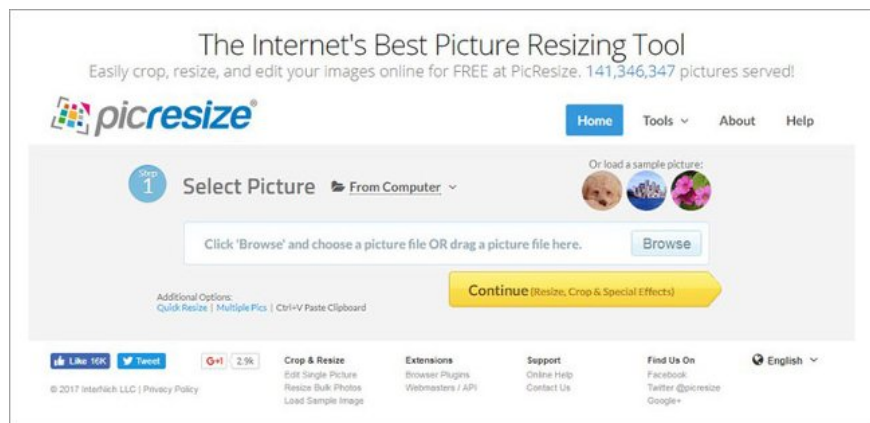 The Internet's Best Picture Resizing Tool
Easily crop, resize, and edit your images online for FREE at PicResize. 141,346,347 pictures served!
picresize®
Home Tools About Help
Step 1
Select Picture From Computer
Or load a sample picture:
Click 'Browse' and choose a picture file OR drag a picture file here. Browse
Continue (Resize, Crop & Special Effects)
Additional Options:
Quick Resize | Multiple Pics | Ctrl+V Paste Clipboard
Like 16K Tweet G+1 2.9k
© 2017 InterNich LLC | Privacy Policy
Crop & Resize
Edit Single Picture
Resize Bulk Photos
Load Sample Image
Extensions
Browser Plugins
Webmasters / API
Support
Online Help
Contact Us
Find Us On
Facebook
Twitter @picresize
Google+
English